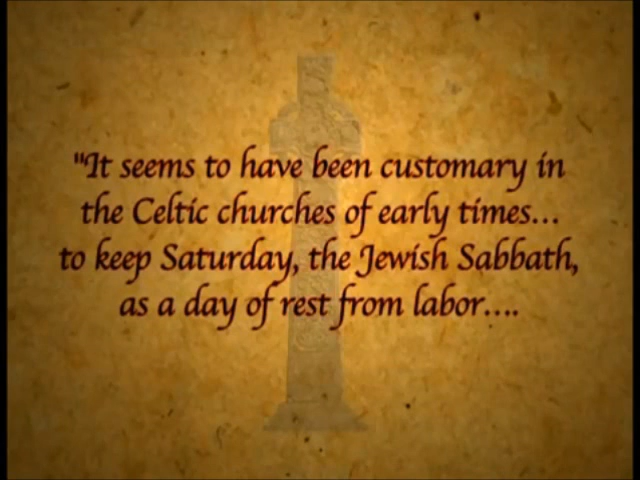 "It seems to have been customary in
the Celtic churches of early times...
to keep Saturday, the Jewish Sabbath,
as a day of rest from labor....